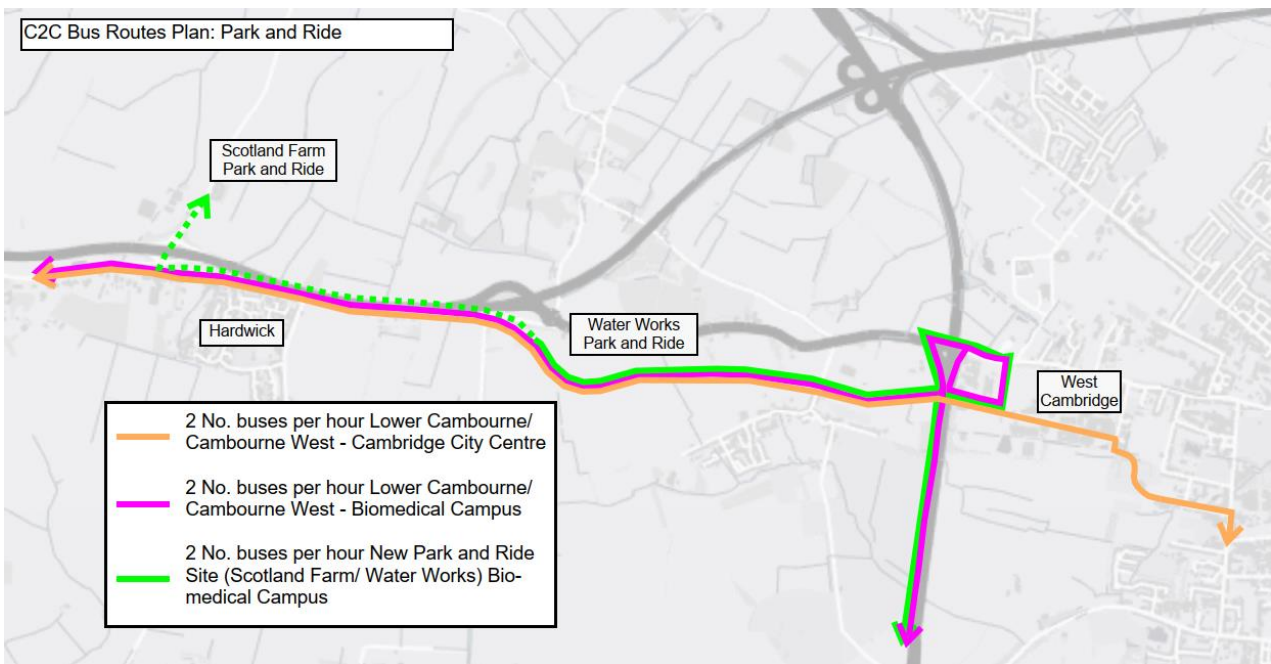 C2C Bus Routes Plan: Park and Ride
Scotland Farm
Park and Ride
Hardwick
Water Works
Park and Ride
West
Cambridge
2 No. buses per hour Lower Cambourne/
Cambourne West - Cambridge City Centre
2 No. buses per hour Lower Cambourne/
Cambourne West - Biomedical Campus
2 No. buses per hour New Park and Ride
Site (Scotland Farm/ Water Works) Bio-
medical Campus